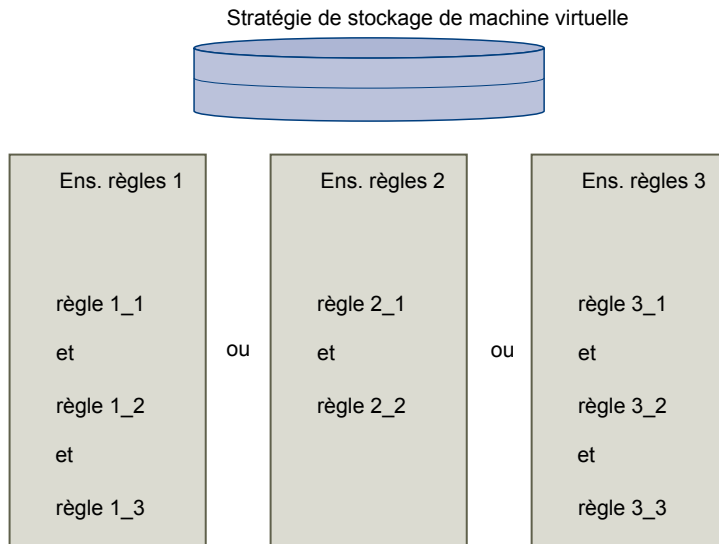 Stratégie de stockage de machine virtuelle
Ens. règles 1
règle 1_1
et
règle 1_2
et
règle 1_3
ou
Ens. règles 2
règle 2_1
et
règle 2_2
ou
Ens. règles 3
règle 3_1
et
règle 3_2
et
règle 3_3